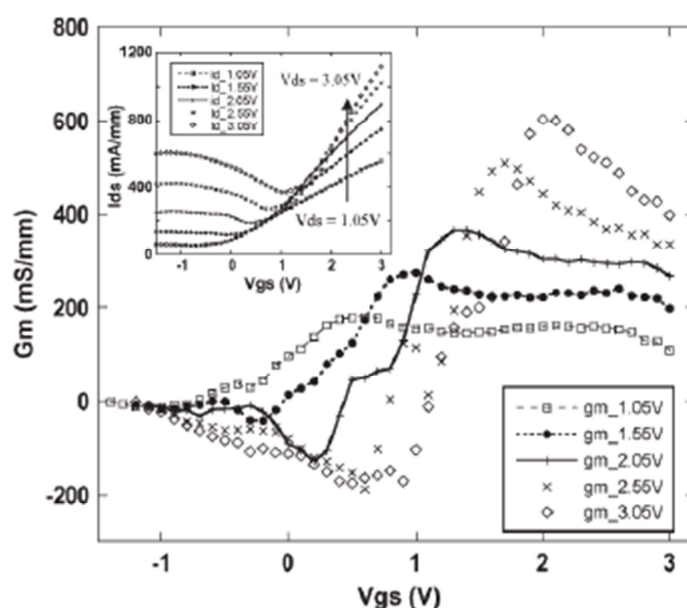 800
600
400
200
0
-200
Gm (mS/mm)
-1
0
1
2
3
Vgs (V)
1200
800
400
0
Ids (mA/mm)
-1
0
1
2
3
Vgs (V)
Id_1.05V
Id_1.55V
Id_2.05V
Id_2.55V
Id_3.05V
Vds = 3.05V
Vds = 1.05V
gm_1.05V
gm_1.55V
gm_2.05V
gm_2.55V
gm_3.05V